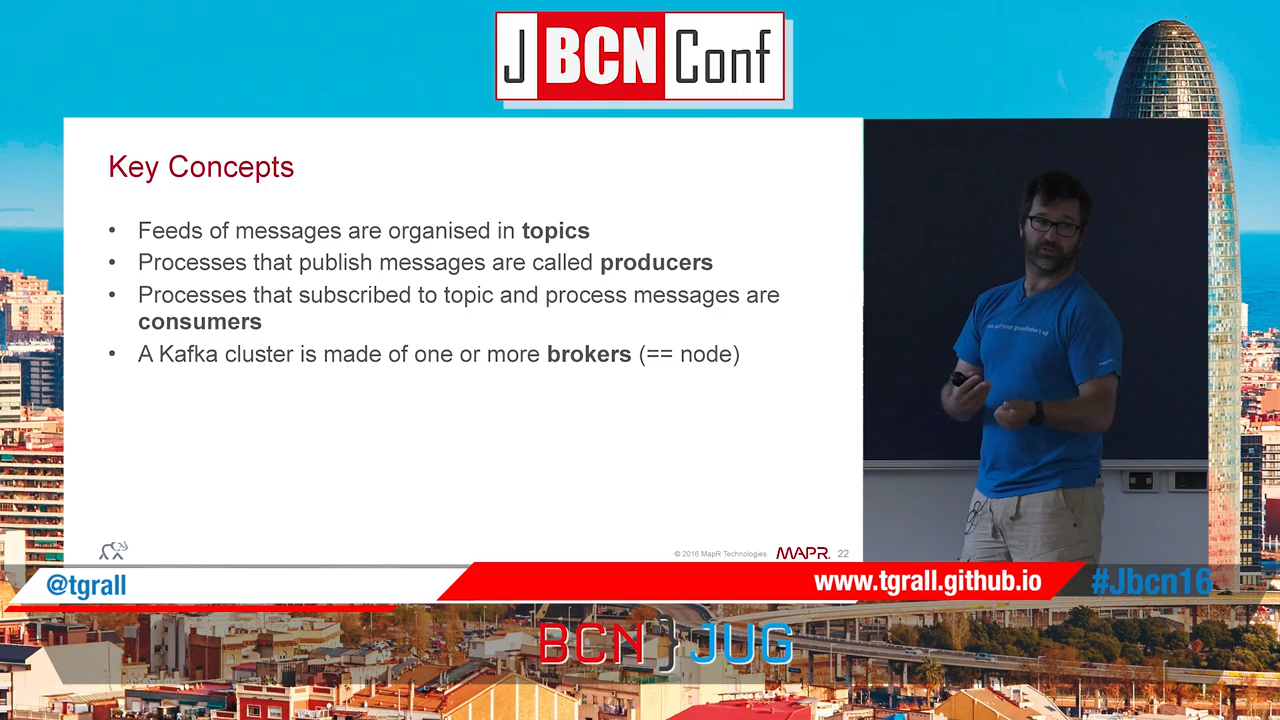 J BCN Conf
Key Concepts
• Feeds of messages are organised in topics
• Processes that publish messages are called producers
• Processes that subscribed to topic and process messages are
consumers
• A Kafka cluster is made of one or more brokers (== node)
© 2016 MapR Technologies MAPR. 22
@tgrall
www.tgrall.github.io
#Jbcn16
BCN } JUG